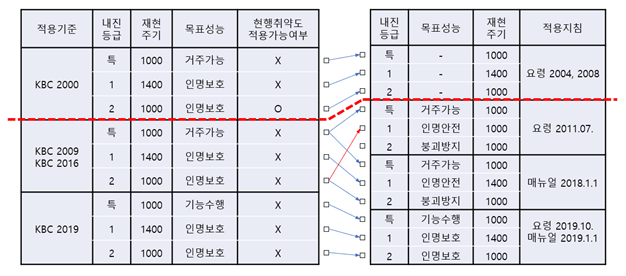 적용기준 내진등급 재현주기 목표성능 현행취약도 적용가능여부
KBC 2000 특 1000 거주가능 X
1 1400 인명보호 X
2 1000 인명보호 O
KBC 2009 KBC 2016 특 1000 거주가능 X
1 1400 인명보호 X
2 1000 인명보호 X
KBC 2019 특 1000 기능수행 X
1 1400 인명보호 X
2 1000 인명보호 X
내진등급 목표성능 재현주기 적용지침
특 - 1000 요령 2004, 2008
1 - 1400
2 - 1000
특 거주가능 1000 요령 2011.07.
1 인명안전 1000
2 붕괴방지 1000
특 거주가능 1000 매뉴얼 2018.1.1
1 인명안전 1400
2 붕괴방지 1000
특 기능수행 1000 요령 2019.10. 매뉴얼 2019.1.1
1 인명보호 1400
2 인명보호 1000